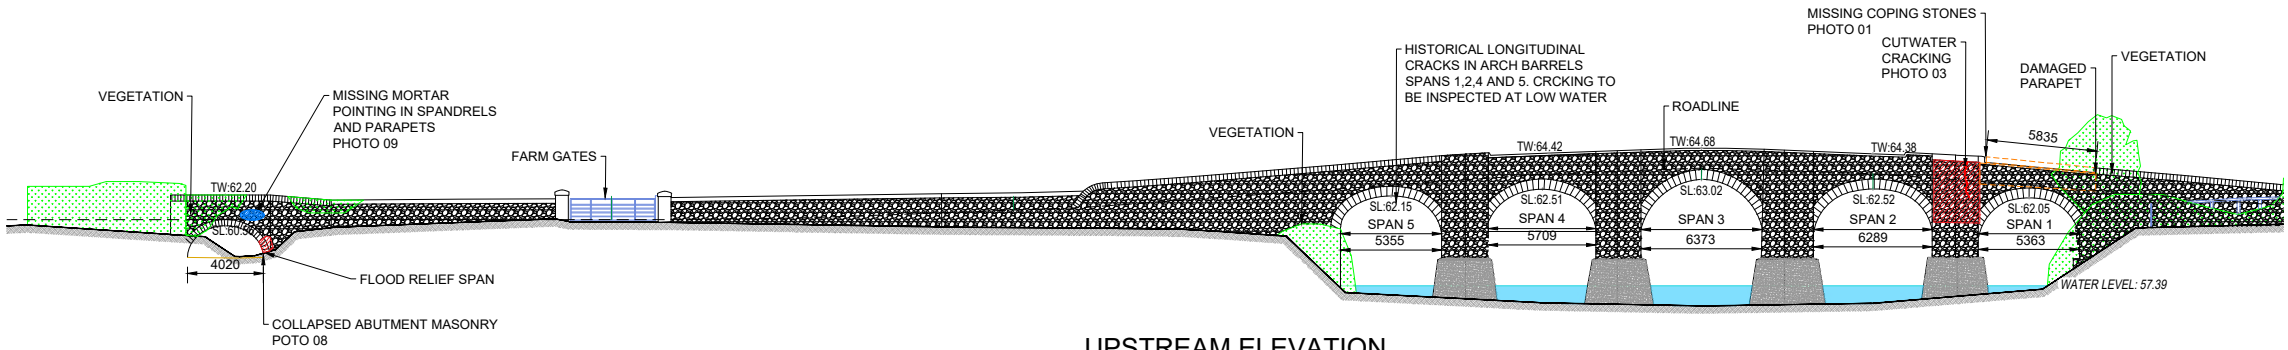 VEGETATION
MISSING MORTAR
POINTING IN SPANDRELS
AND PARAPETS
PHOTO 09
TW:62.20
4020
FLOOD RELIEF SPAN
COLLAPSED ABUTMENT MASONRY
POTO 08
FARM GATES
VEGETATION
HISTORICAL LONGITUDINAL
CRACKS IN ARCH BARRELS
SPANS 1,2,4 AND 5. CRCKING TO
BE INSPECTED AT LOW WATER
ROADLINE
TW:64.42
TW:64.68
TW:64.38
MISSING COPING STONES
PHOTO 01
CUTWATER
CRACKING
PHOTO 03
5835
DAMAGED
PARAPET
VEGETATION
SL:62.15
SPAN 5
5355
SL:62.51
SPAN 4
5709
SL:63.02
SPAN 3
6373
SL:62.52
SPAN 2
6289
SL:62.05
SPAN 1
5363
WATER LEVEL: 57.39
UPSTREAM ELEVATION